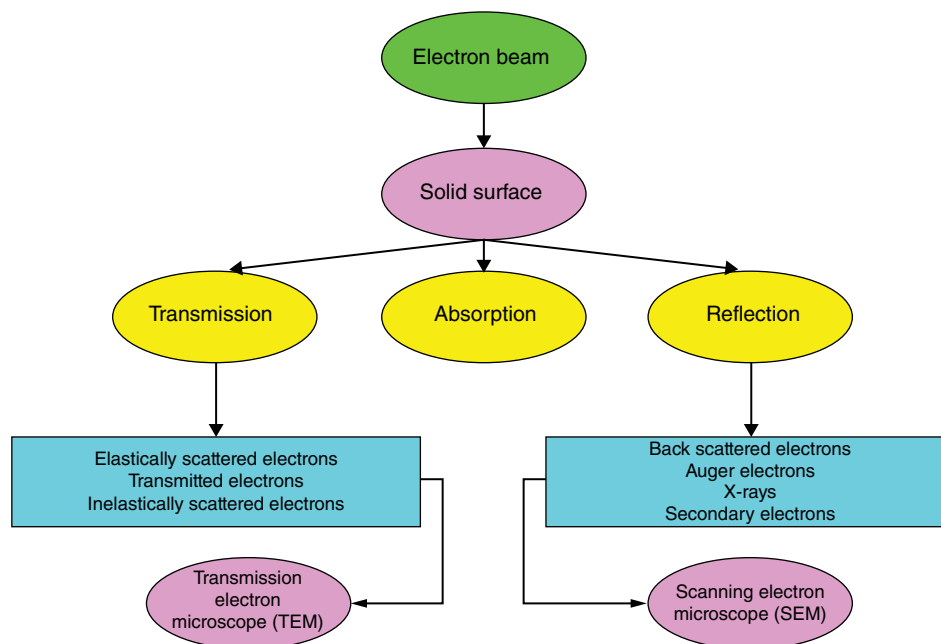 Electron beam
Solid surface
Transmission
Absorption
Reflection
Elastically scattered electrons
Transmitted electrons
Inelastically scattered electrons
Back scattered electrons
Auger electrons
X-rays
Secondary electrons
Transmission
electron
microscope (TEM)
Scanning electron
microscope (SEM)